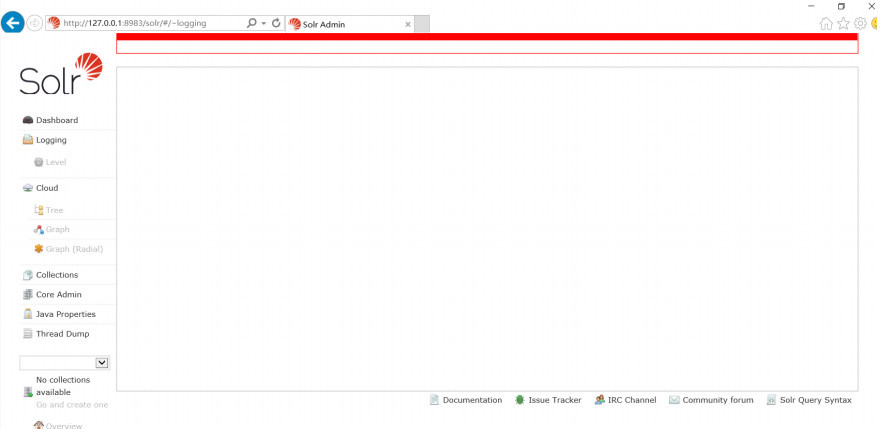 http://127.0.0.1:8983/solr/#/~logging
Solr Admin
Solr
Dashboard
Logging
Level
Cloud
Tree
Graph
Graph (Radial)
Collections
Core Admin
Java Properties
Thread Dump
No collections
available
Go and create one
Overview
Documentation Issue Tracker IRC Channel Community forum Solr Query Syntax